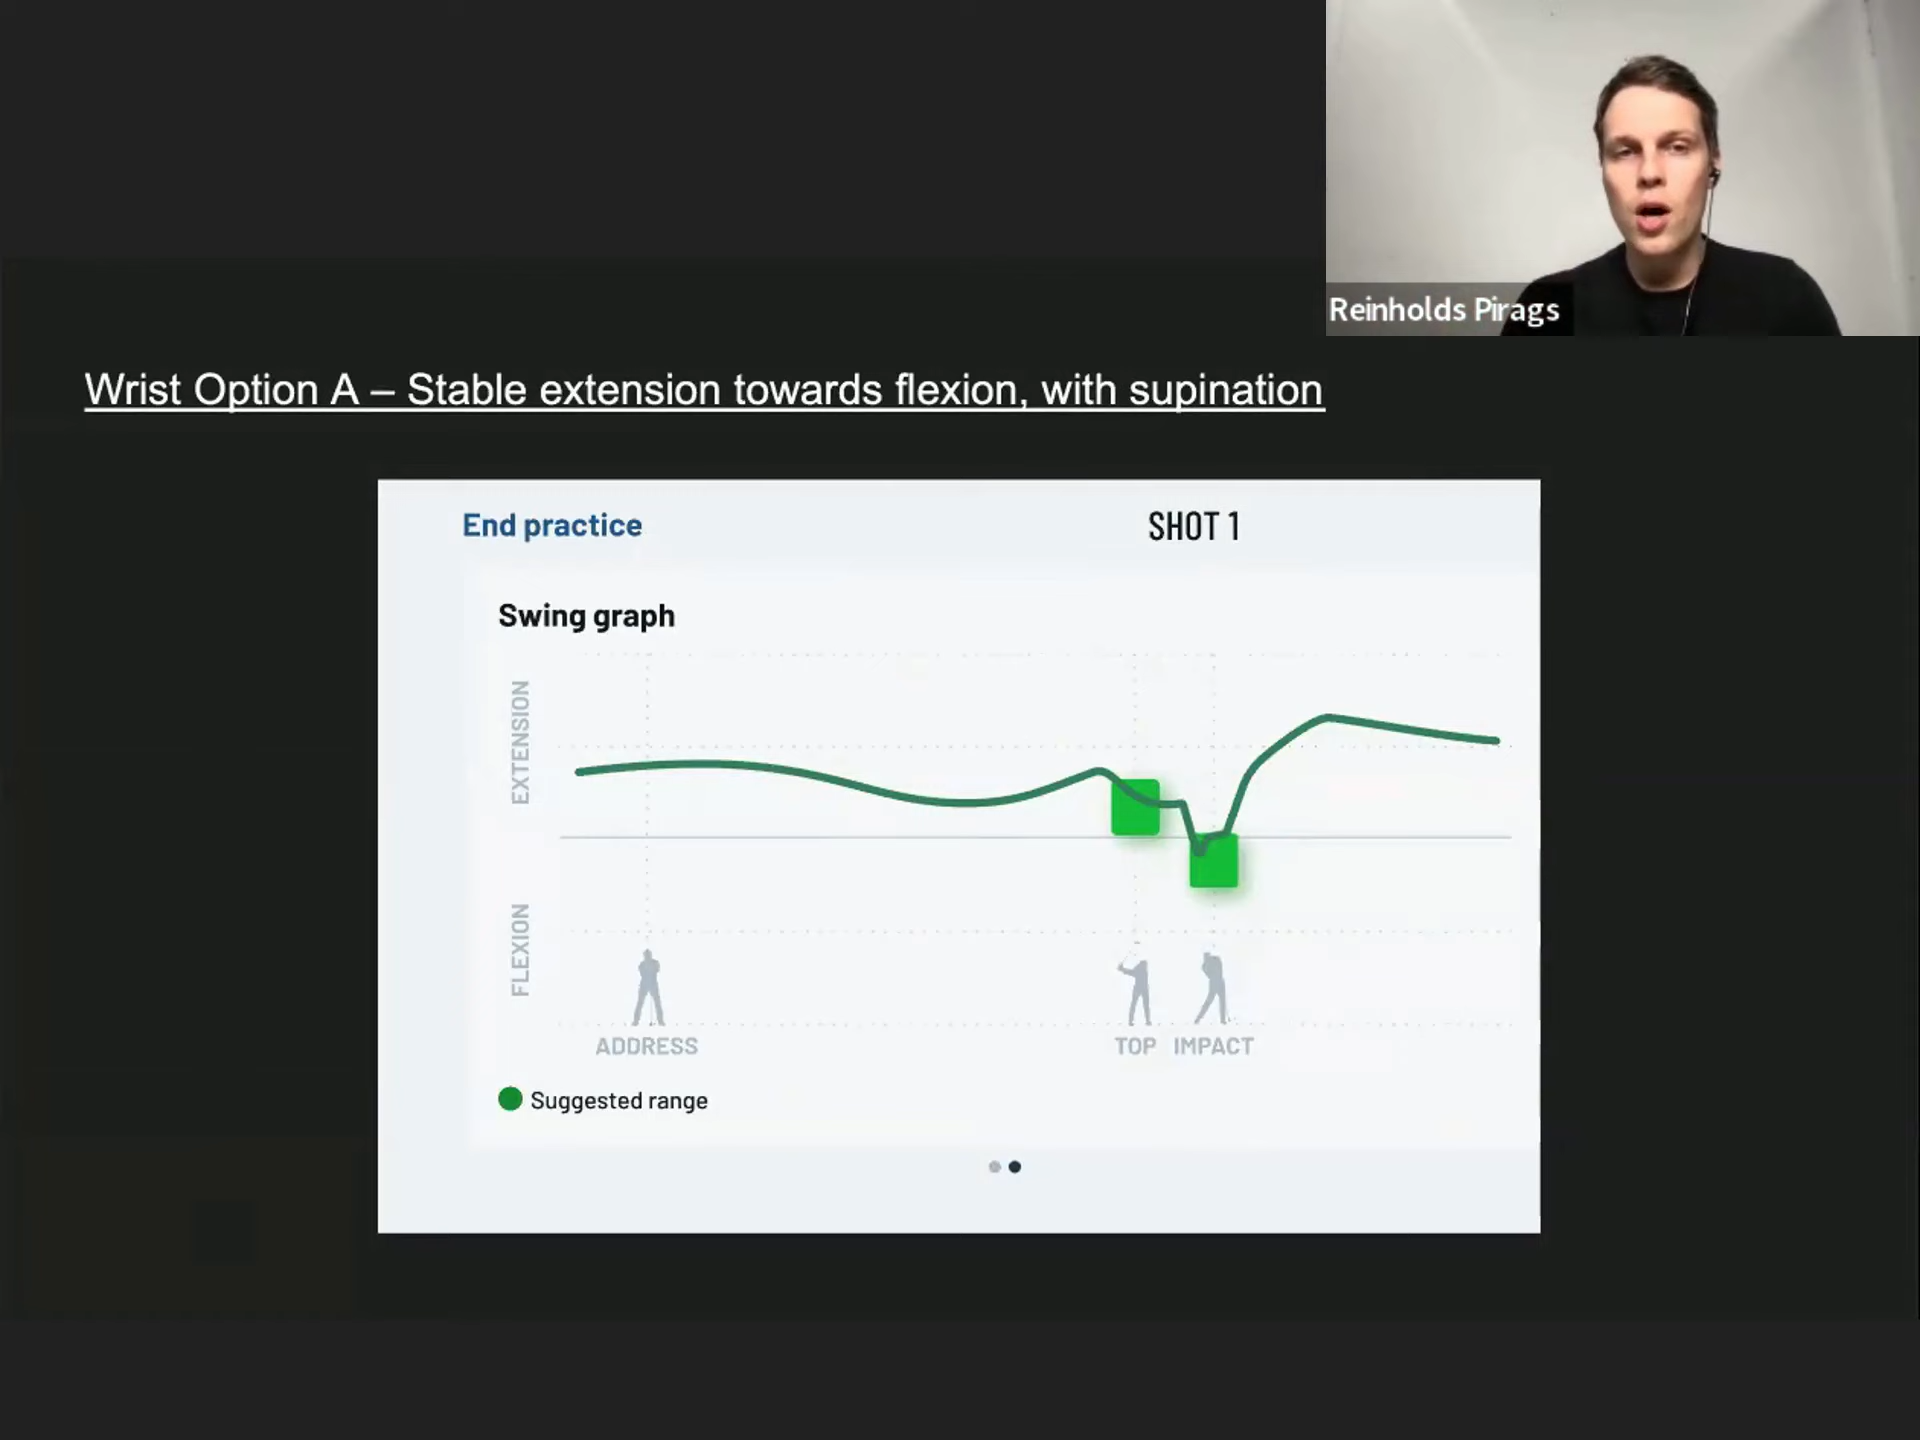 Reinholds Pirags
Wrist Option A – Stable extension towards flexion, with supination
End practice
SHOT 1
Swing graph
EXTENSION
FLEXION
ADDRESS
TOP
IMPACT
Suggested range